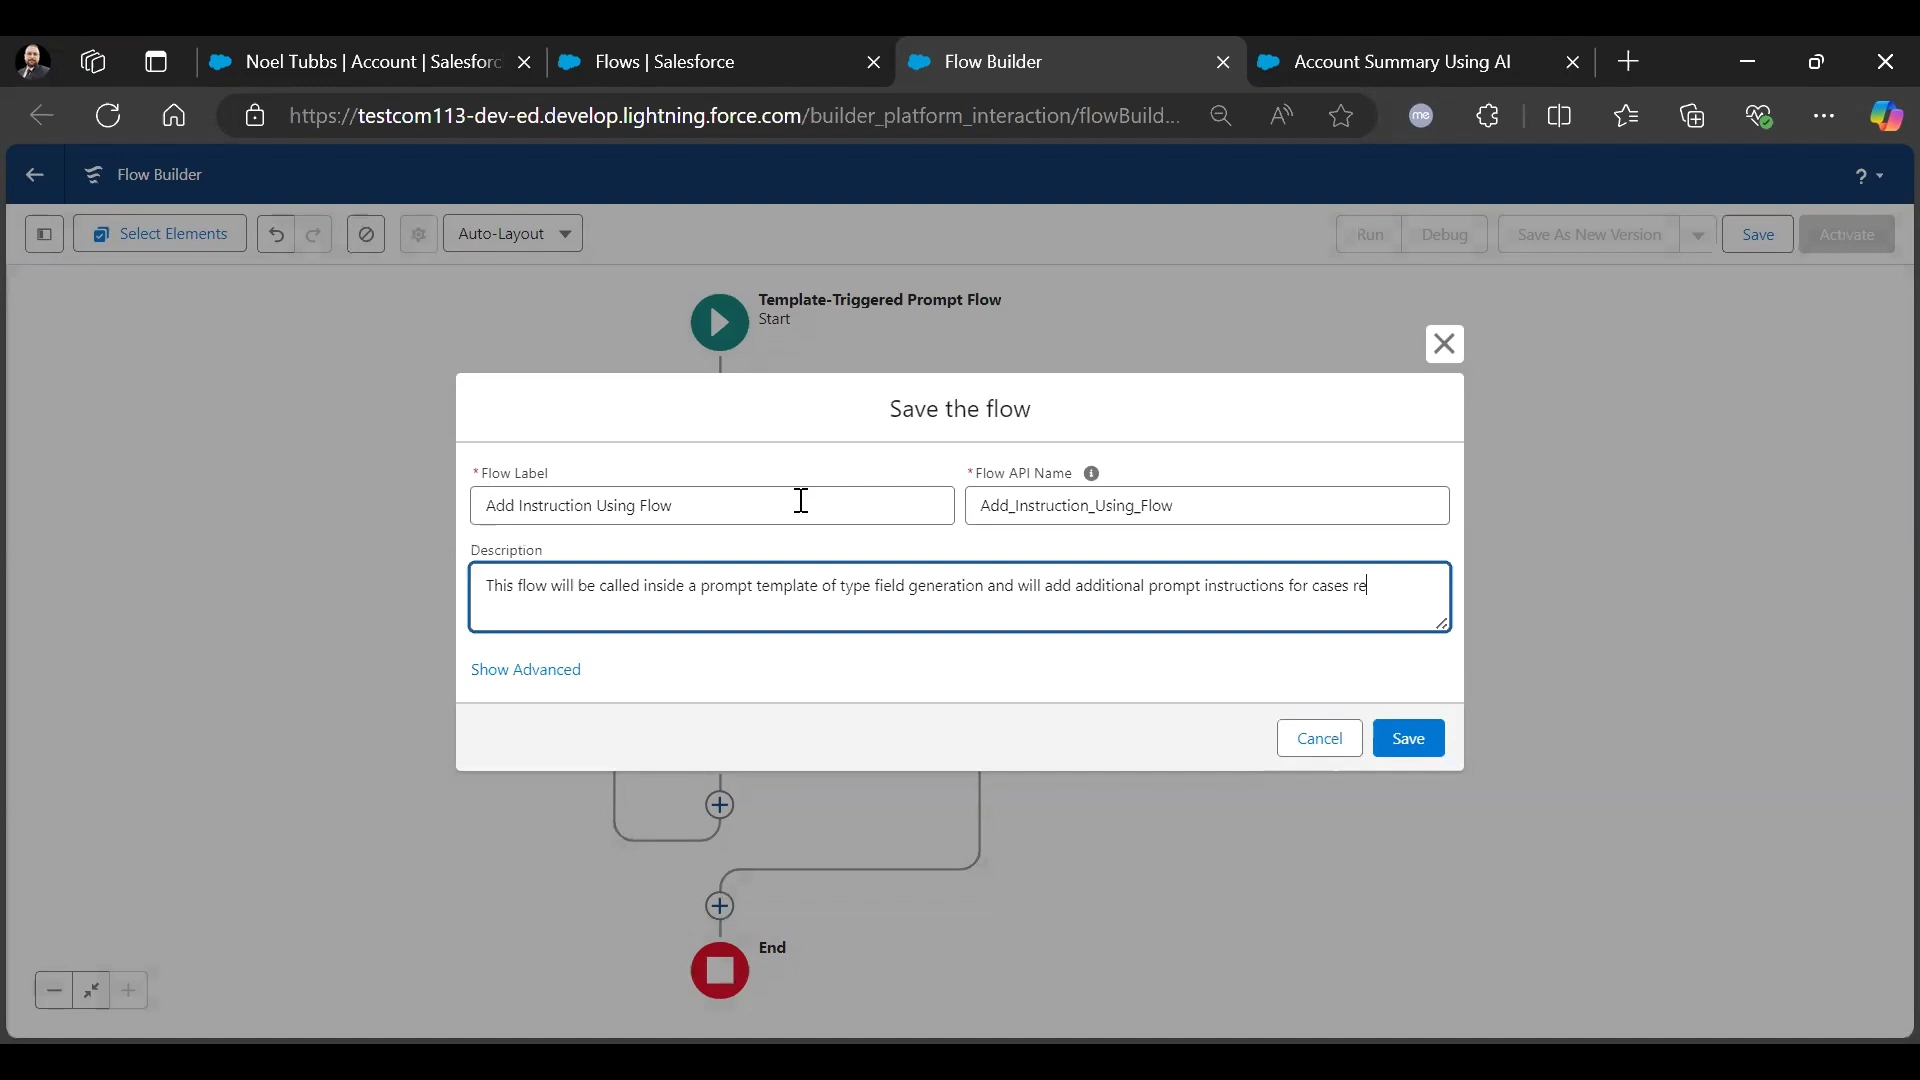 Noel Tubbs | Account | Salesforc
Flows | Salesforce
Flow Builder
Account Summary Using AI
https://testcom113-dev-ed.develop.lightning.force.com/builder_platform_interaction/flowBuild...
me
Flow Builder
?
Select Elements
Auto-Layout
Run
Debug
Save As New Version
Save
Activate
Template-Triggered Prompt Flow
Start
Save the flow
* Flow Label
* Flow API Name
Add Instruction Using Flow
Add_Instruction_Using_Flow
Description
This flow will be called inside a prompt template of type field generation and will add additional prompt instructions for cases re
Show Advanced
Cancel
Save
End